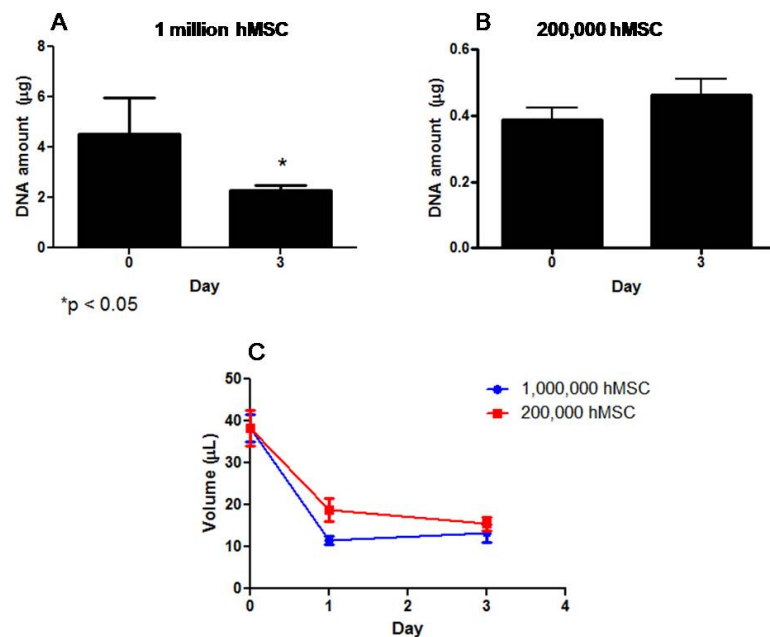 A
1 million hMSC
DNA amount (µg)
8
6
4
2
0
*
0
3
Day
*p < 0.05
B
200,000 hMSC
DNA amount (µg)
0.6
0.4
0.2
0.0
0
3
Day
C
Volume (µL)
50
40
30
20
10
0
0
1
2
3
4
Day
1,000,000 hMSC
200,000 hMSC